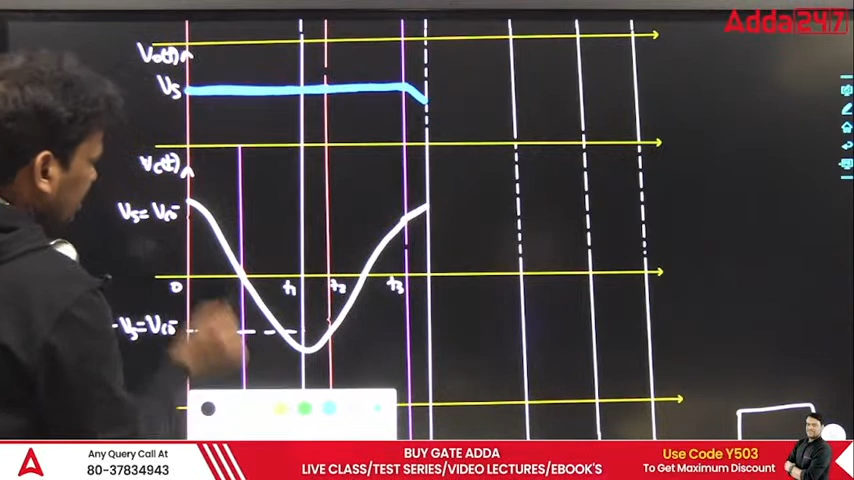 Adda247
V₀(t)
Vs
Vc(t)
Vs = Vc0⁻
0
t₁
t₂
t₃
-Vs = Vc0⁻
Any Query Call At
80-37834943
BUY GATE ADDA
LIVE CLASS/TEST SERIES/VIDEO LECTURES/EBOOK'S
Use Code Y503
To Get Maximum Discount